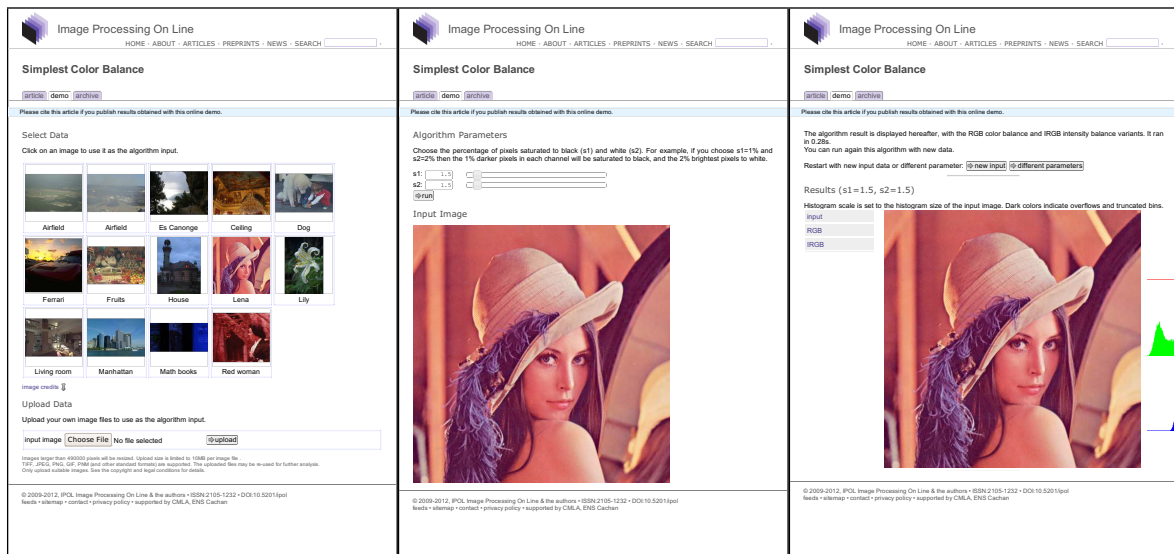 Image Processing On Line
HOME · ABOUT · ARTICLES · PREPRINTS · NEWS · SEARCH
Simplest Color Balance
article demo archive
Please cite this article if you publish results obtained with this online demo.
Select Data
Click on an image to use it as the algorithm input.
Airfield Airfield Es Canonge Ceiling Dog
Ferrari Fruits House Lena Lily
Living room Manhattan Math books Red woman
image credits
Upload Data
Upload your own image files to use as the algorithm input.
input image Choose File No file selected ⇨upload
Images larger than 490000 pixels will be resized. Upload size is limited to 10MB per image file .
TIFF, JPEG, PNG, GIF, PNM (and other standard formats) are supported. The uploaded files may be re-used for further analysis.
Only upload suitable images. See the copyright and legal conditions for details.
© 2009-2012, IPOL Image Processing On Line & the authors • ISSN:2105-1232 • DOI:10.5201/ipol
feeds • sitemap • contact • privacy policy • supported by CMLA, ENS Cachan
Image Processing On Line
HOME · ABOUT · ARTICLES · PREPRINTS · NEWS · SEARCH
Simplest Color Balance
article demo archive
Please cite this article if you publish results obtained with this online demo.
Algorithm Parameters
Choose the percentage of pixels saturated to black (s1) and white (s2). For example, if you choose s1=1% and
s2=2% then the 1% darker pixels in each channel will be saturated to black, and the 2% brightest pixels to white.
s1: 1.5
s2: 1.5
⇨run
Input Image
© 2009-2012, IPOL Image Processing On Line & the authors • ISSN:2105-1232 • DOI:10.5201/ipol
feeds • sitemap • contact • privacy policy • supported by CMLA, ENS Cachan
Image Processing On Line
HOME · ABOUT · ARTICLES · PREPRINTS · NEWS · SEARCH
Simplest Color Balance
article demo archive
Please cite this article if you publish results obtained with this online demo.
The algorithm result is displayed hereafter, with the RGB color balance and IRGB intensity balance variants. It ran
in 0.28s.
You can run again this algorithm with new data.
Restart with new input data or different parameter: ⇨new input ⇨different parameters
Results (s1=1.5, s2=1.5)
Histogram scale is set to the histogram size of the input image. Dark colors indicate overflows and truncated bins.
input
RGB
IRGB
© 2009-2012, IPOL Image Processing On Line & the authors • ISSN:2105-1232 • DOI:10.5201/ipol
feeds • sitemap • contact • privacy policy • supported by CMLA, ENS Cachan